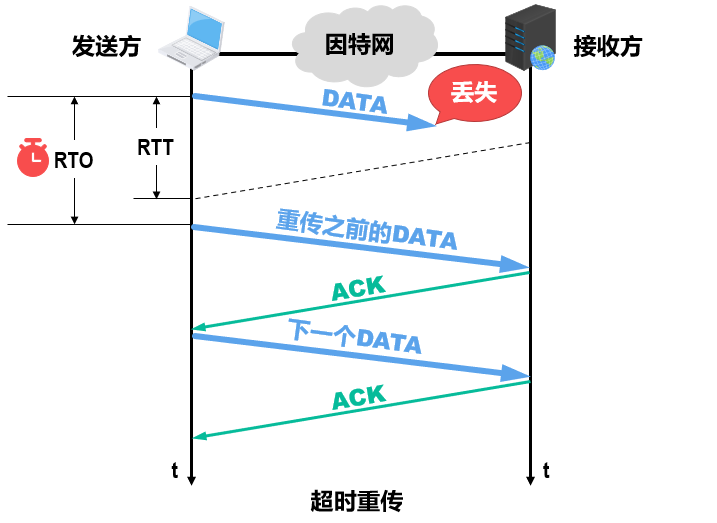 发送方
因特网
接收方
DATA
丢失
RTO
RTT
重传之前的DATA
ACK
下一个DATA
ACK
t
t
超时重传